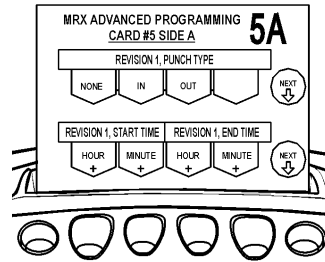 MRX ADVANCED PROGRAMMING
CARD #5 SIDE A
5A
REVISION 1, PUNCH TYPE
NONE IN OUT NEXT
REVISION 1, START TIME REVISION 1, END TIME
HOUR MINUTE HOUR MINUTE NEXT
+ + + +